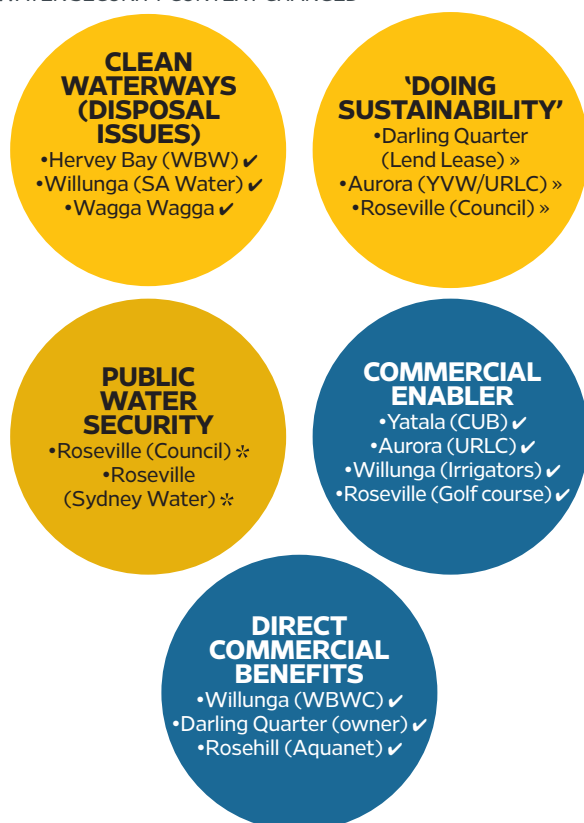 CLEAN
WATERWAYS
(DISPOSAL
ISSUES)
•Hervey Bay (WBW) ✔
•Willunga (SA Water) ✔
•Wagga Wagga ✔
‘DOING
SUSTAINABILITY’
•Darling Quarter
(Lend Lease) »
•Aurora (YVW/URLC) »
•Roseville (Council) »
PUBLIC
WATER
SECURITY
•Roseville (Council) *
•Roseville
(Sydney Water) *
COMMERCIAL
ENABLER
•Yatala (CUB) ✔
•Aurora (URLC) ✔
•Willunga (Irrigators) ✔
•Roseville (Golf course) ✔
DIRECT
COMMERCIAL
BENEFITS
•Willunga (WBWC) ✔
•Darling Quarter (owner) ✔
•Rosehill (Aquanet) ✔